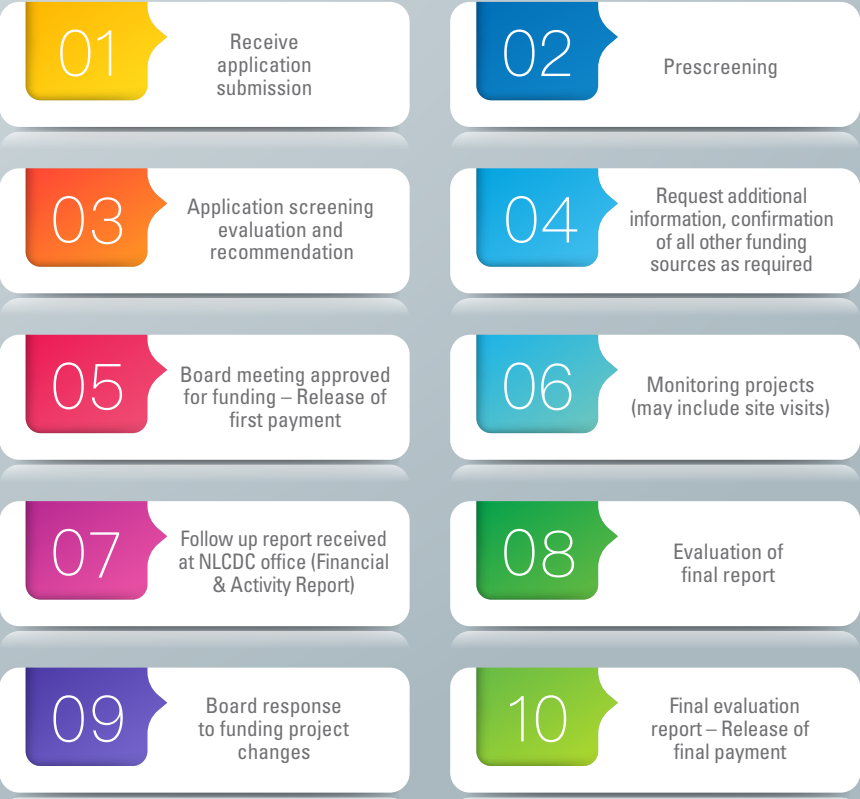 01
Receive
application
submission
02
Prescreening
03
Application screening
evaluation and
recommendation
04
Request additional
information, confirmation
of all other funding
sources as required
05
Board meeting approved
for funding – Release of
first payment
06
Monitoring projects
(may include site visits)
07
Follow up report received
at NLCDC office (Financial
& Activity Report)
08
Evaluation of
final report
09
Board response
to funding project
changes
10
Final evaluation
report – Release of
final payment